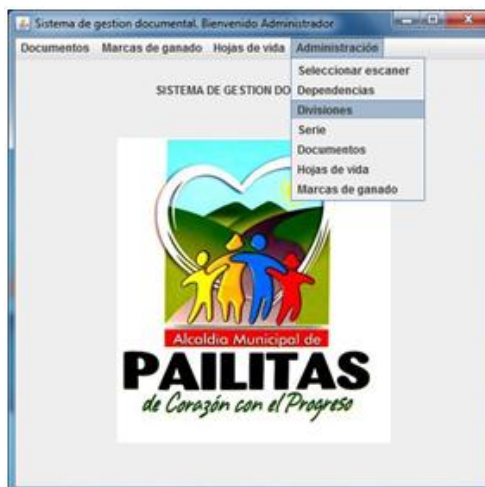 Sistema de gestion documental. Bienvenido Administrador
Documentos Marcas de ganado Hojas de vida Administración
Seleccionar escaner
SISTEMA DE GESTION DO
Dependencias
Divisiones
Serie
Documentos
Hojas de vida
Marcas de ganado
Alcaldia Municipal de
PAILITAS
de Corazón con el Progreso